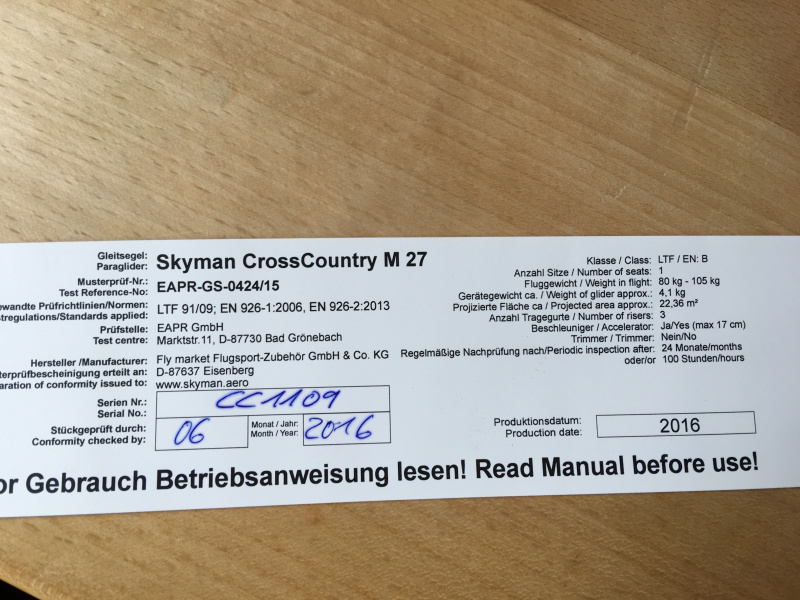 Gleitsegel:
Paraglider: Skyman CrossCountry M 27
Musterprüf-Nr.:
Test Reference-No: EAPR-GS-0424/15
wandte Prüfrichtlinien/Normen:
regulations/Standards applied: LTF 91/09; EN 926-1:2006, EN 926-2:2013
Prüfstelle: EAPR GmbH
Test centre: Marktstr.11, D-87730 Bad Grönebach
Hersteller /Manufacturer: Fly market Flugsport-Zubehör GmbH & Co. KG
terprüfbescheinigung erteilt an: D-87637 Eisenberg
aration of conformity issued to: www.skyman.aero
Serien Nr.:
Serial No.: CC1109
Stückgeprüft durch:
Conformity checked by: 06
Monat / Jahr:
Month / Year: 2016
Klasse / Class: LTF / EN: B
Anzahl Sitze / Number of seats: 1
Fluggewicht / Weight in flight: 80 kg - 105 kg
Gerätegewicht ca. / Weight of glider approx.: 4,1 kg
Projizierte Fläche ca / Projected area approx.: 22,36 m²
Anzahl Tragegurte / Number of risers: 3
Beschleuniger / Accelerator: Ja/Yes (max 17 cm)
Trimmer / Trimmer: Nein/No
Regelmäßige Nachprüfung nach/Periodic inspection after: 24 Monate/months
oder/or 100 Stunden/hours
Produktionsdatum:
Production date: 2016
or Gebrauch Betriebsanweisung lesen! Read Manual before use!